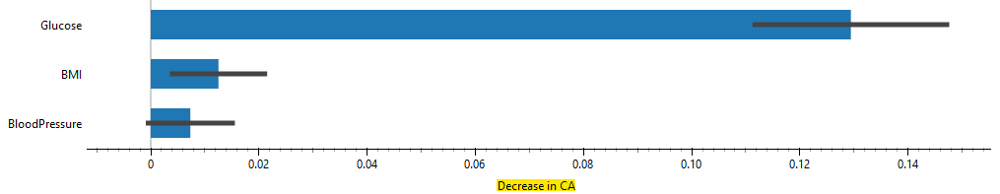 Glucose
BMI
BloodPressure
0 0.02 0.04 0.06 0.08 0.10 0.12 0.14
Decrease in CA